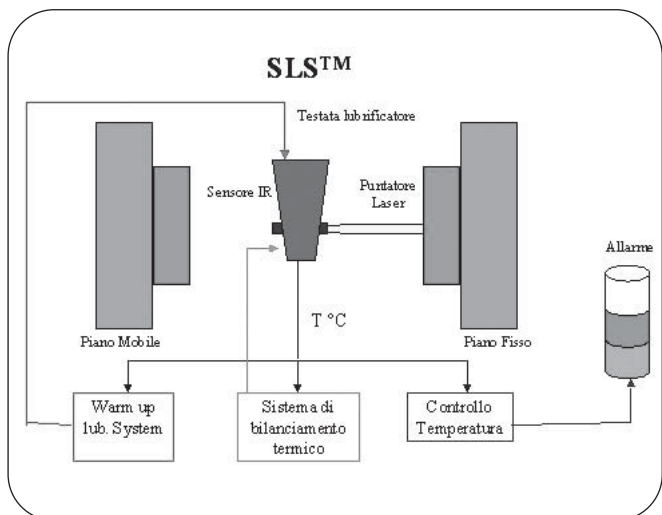 SLS™
Testata lubrificatore
Sensore IR
Puntatore
Laser
Allarme
T °C
Piano Mobile
Piano Fisso
Warm up
lub. System
Sistema di
bilanciamento
termico
Controllo
Temperatura